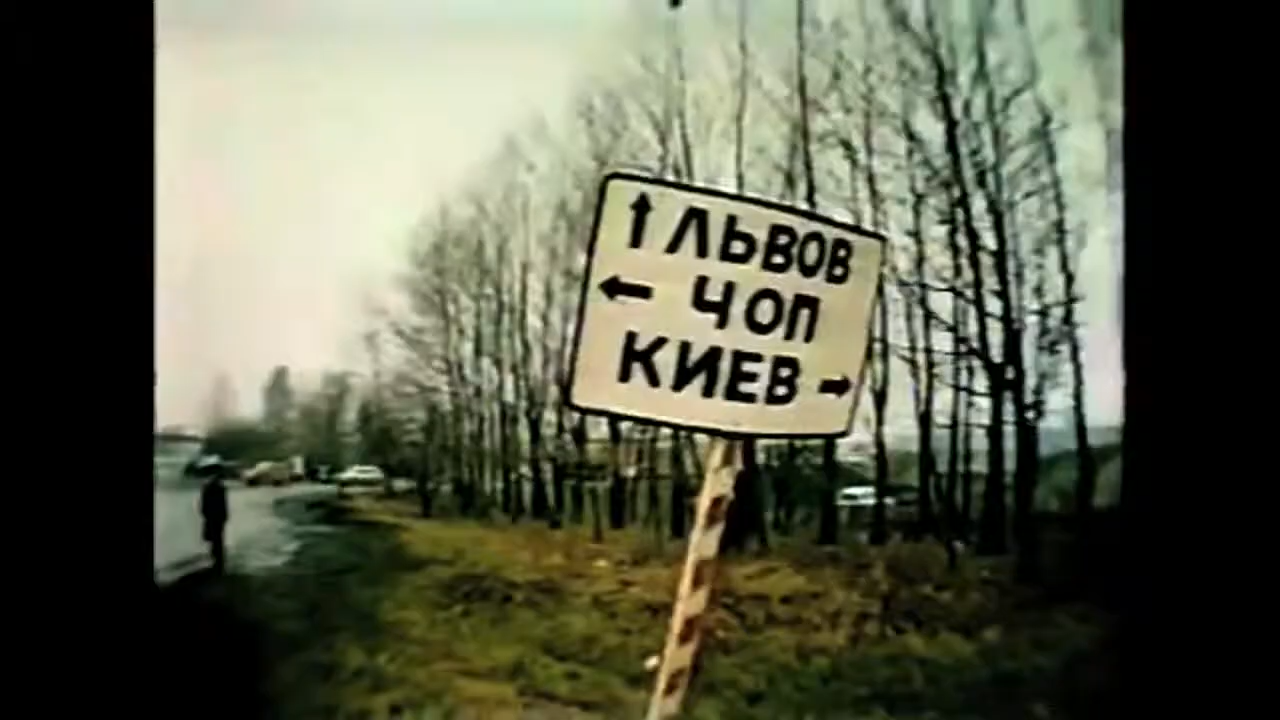 ↑ ЛЬВОВ
← ЧОП
КИЕВ →